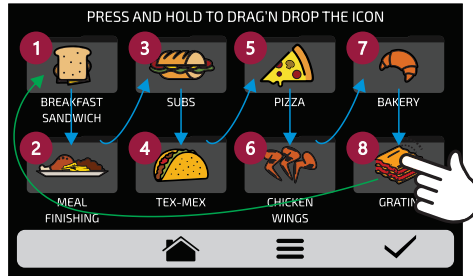 PRESS AND HOLD TO DRAG'N DROP THE ICON
1
3
5
7
BREAKFAST
SANDWICH
SUBS
PIZZA
BAKERY
2
4
6
8
MEAL
FINISHING
TEX-MEX
CHICKEN
WINGS
GRATIN